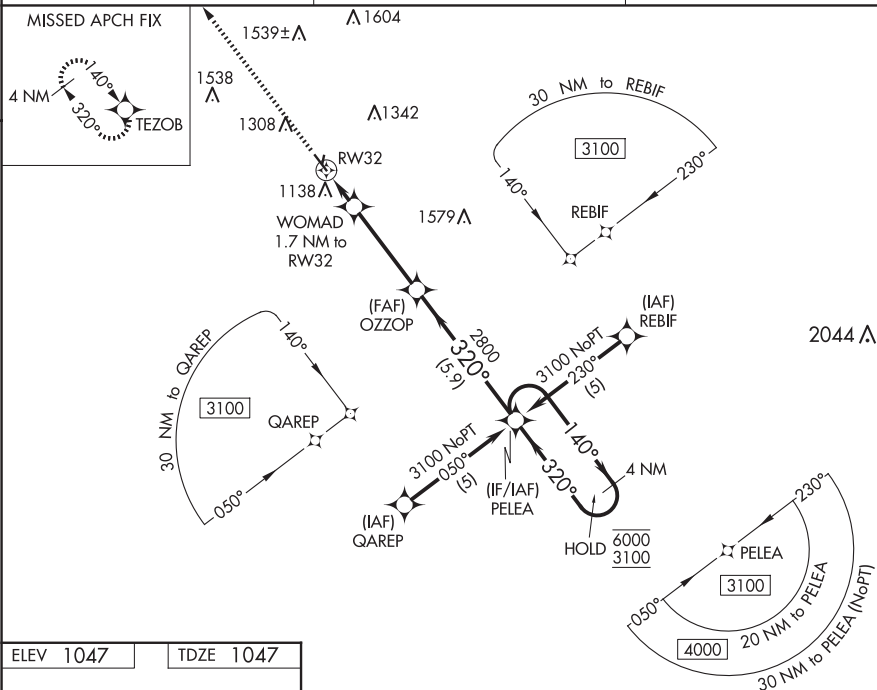 MISSED APCH FIX
4 NM
140°
320°
TEZOB
1539±
1604
1538
1308
1342
RW32
1138
WOMAD
1.7 NM to
RW32
1579
30 NM to REBIF
3100
140°
230°
REBIF
(FAF)
OZZOP
2800
320°
(5.9)
(IAF)
REBIF
2044
3100 NoPT
230°
(5)
30 NM to QAREP
3100
140°
QAREP
050°
3100 NoPT
050°
(5)
(IAF)
QAREP
(IF/IAF)
PELEA
140°
320°
4 NM
HOLD
6000
3100
230°
PELEA
3100
050°
20 NM to PELEA
4000
30 NM to PELEA (NoPT)
ELEV 1047
TDZE 1047